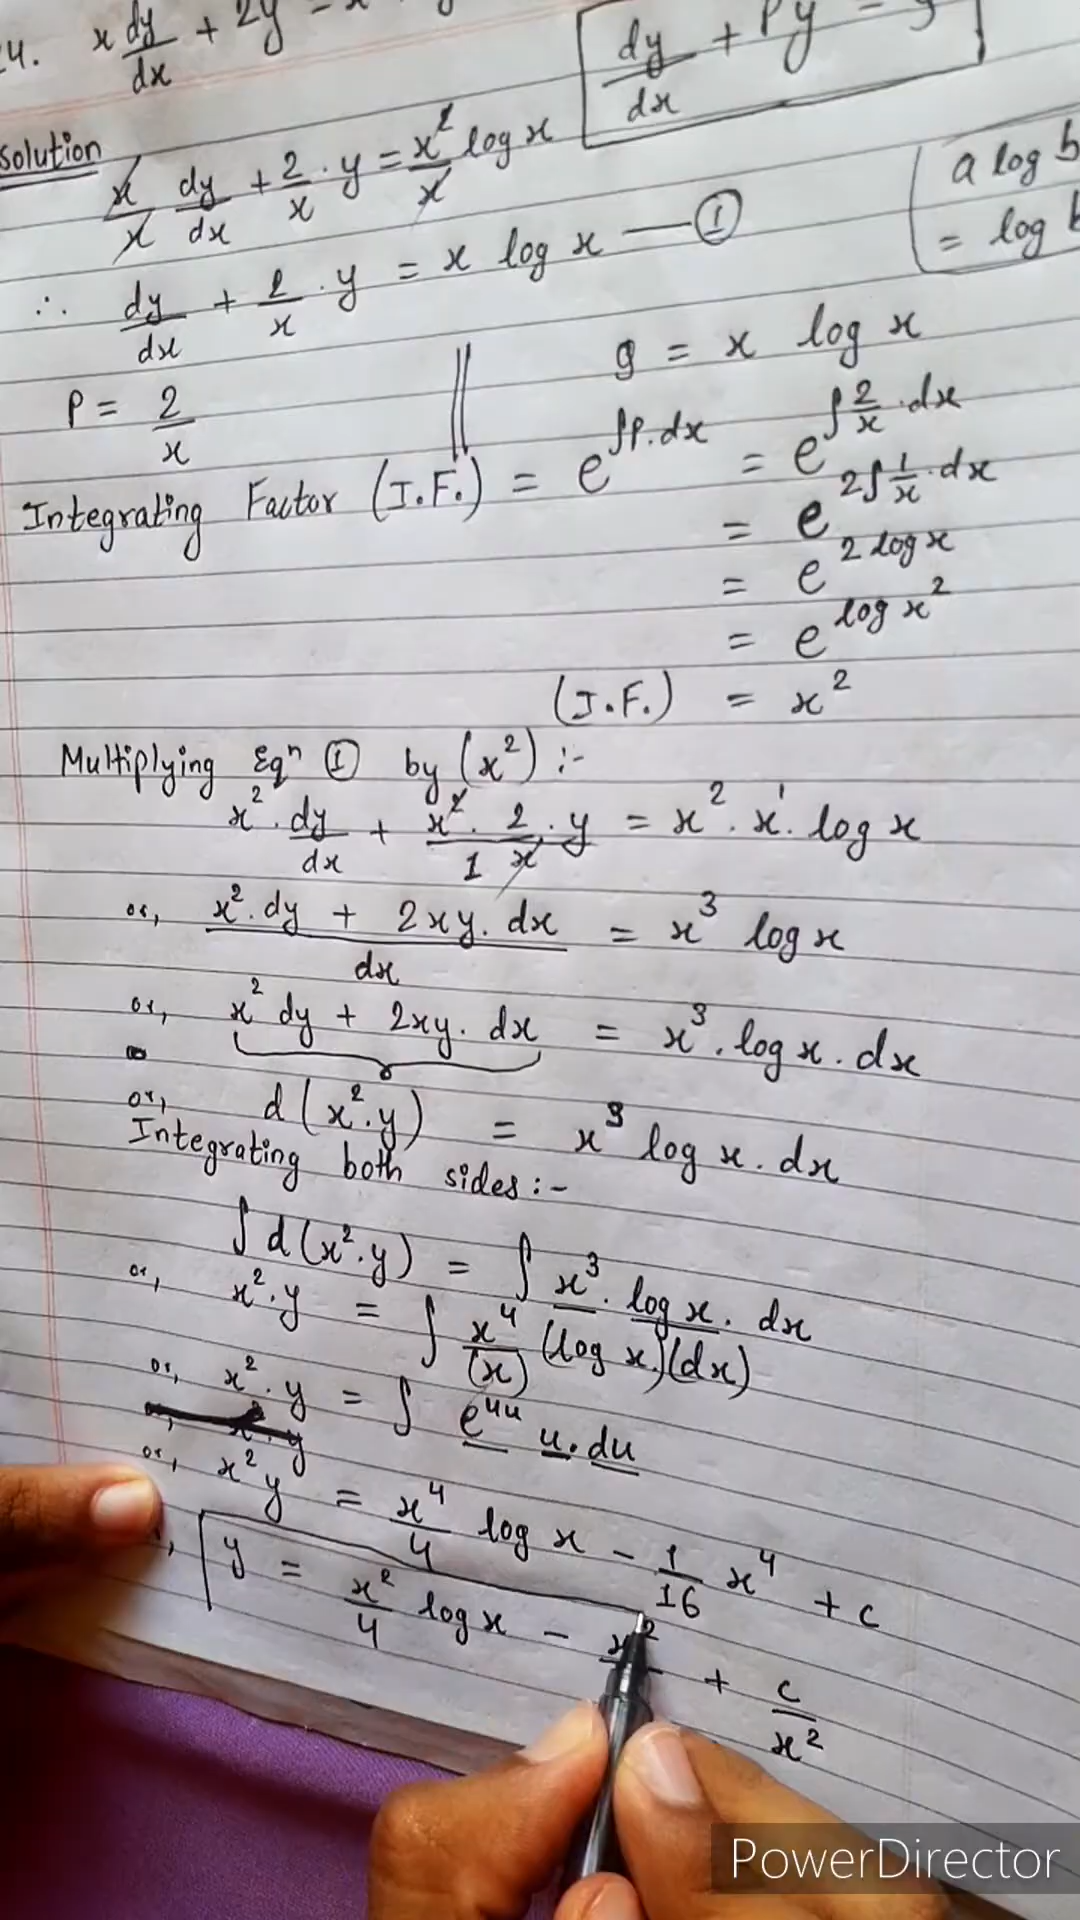 24. x dy/dx + 2y = x
dy/dx + Py = g
Solution
x/x dy/dx + 2/x . y = x²/x log x
a log b
= log b
∴ dy/dx + 2/x . y = x log x — ①
P = 2/x || g = x log x
Integrating Factor (I.F.) = e^∫P.dx = e^∫2/x .dx
= e^2∫1/x .dx
= e^2 log x
= e^log x²
(I.F.) = x²
Multiplying Eqⁿ ① by (x²) :-
x² . dy/dx + x²/1 . 2/x . y = x² . x¹ . log x
or, x² . dy + 2xy . dx / dx = x³ log x
or, x² dy + 2xy . dx = x³ . log x . dx
or, d(x² . y) = x³ log x . dx
Integrating both sides :-
∫ d(x² . y) = ∫ x³ . log x . dx
or, x² . y = ∫ x⁴/(x) (log x.)(dx)
or, x² . y = ∫ e^4u u . du
or, x² y = x⁴/4 log x - 1/16 x⁴ + c
y = x²/4 log x - x² + c/x²
PowerDirector